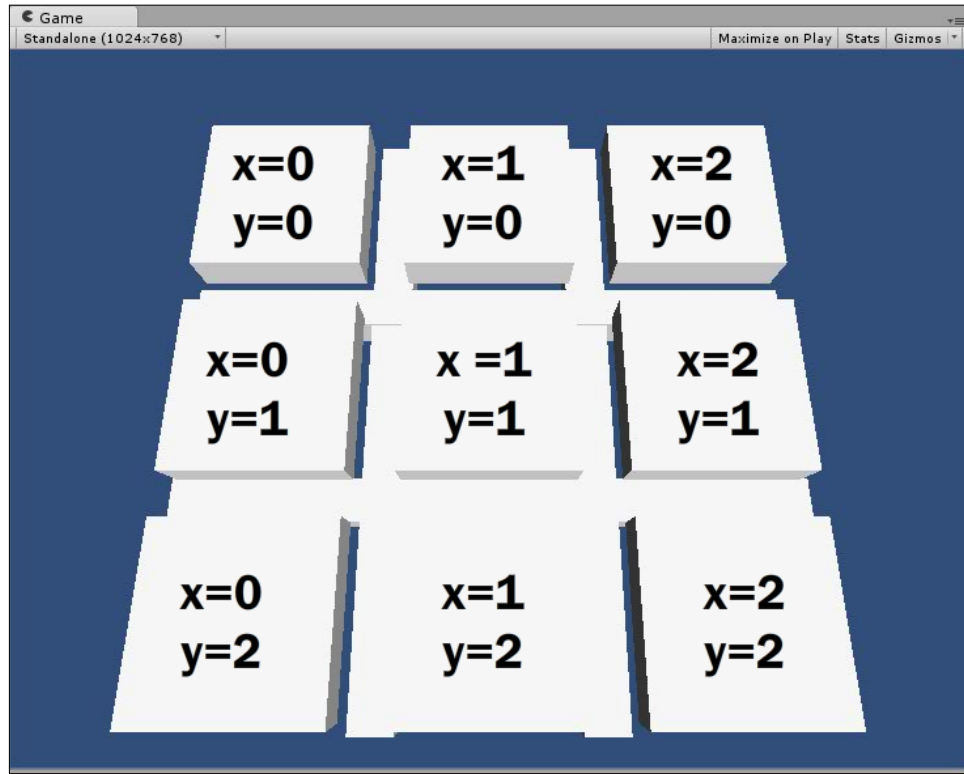 Game
Standalone (1024x768) Maximize on Play Stats Gizmos
x=0 x=1 x=2
y=0 y=0 y=0
x=0 x =1 x=2
y=1 y=1 y=1
x=0 x=1 x=2
y=2 y=2 y=2